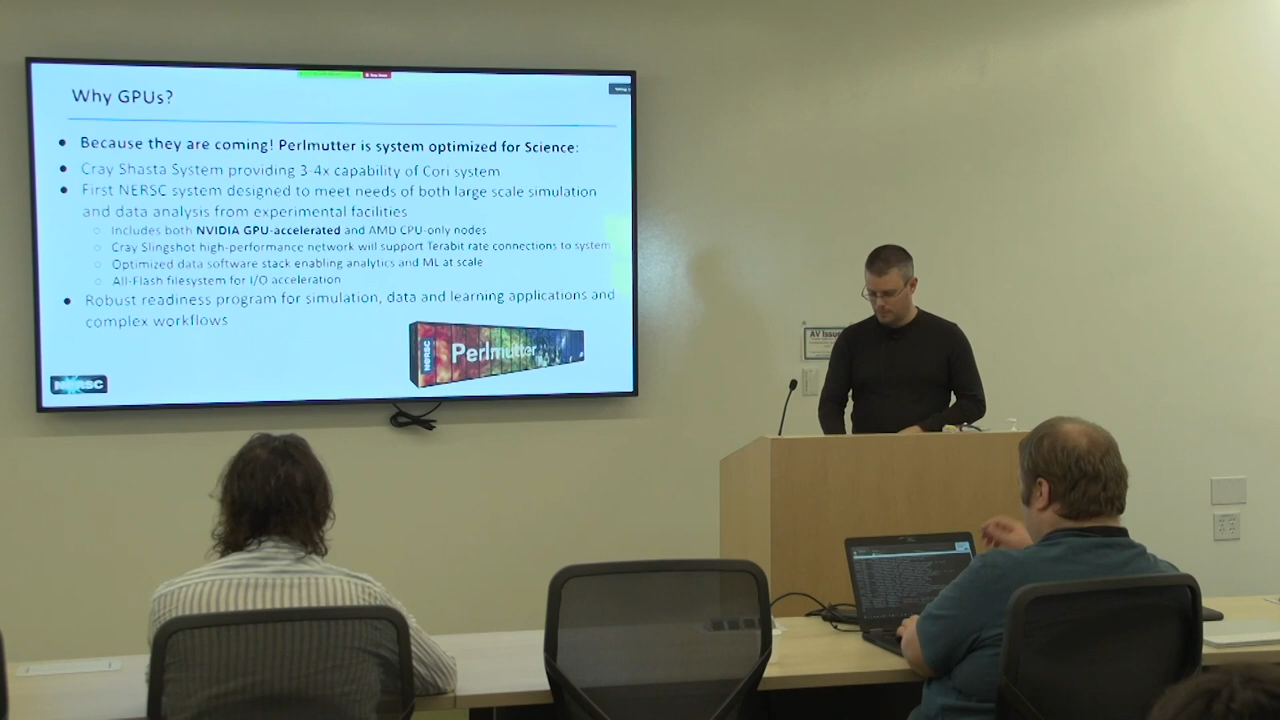 Why GPUs?
Because they are coming! Perlmutter is system optimized for Science:
Cray Shasta System providing 3-4x capability of Cori system
First NERSC system designed to meet needs of both large scale simulation
and data analysis from experimental facilities
Includes both NVIDIA GPU-accelerated and AMD CPU-only nodes
Cray Slingshot high-performance network will support Terabit rate connections to system
Optimized data software stack enabling analytics and ML at scale
All-Flash filesystem for I/O acceleration
Robust readiness program for simulation, data and learning applications and
complex workflows
NERSC
Perlmutter
NERSC
AV Issue